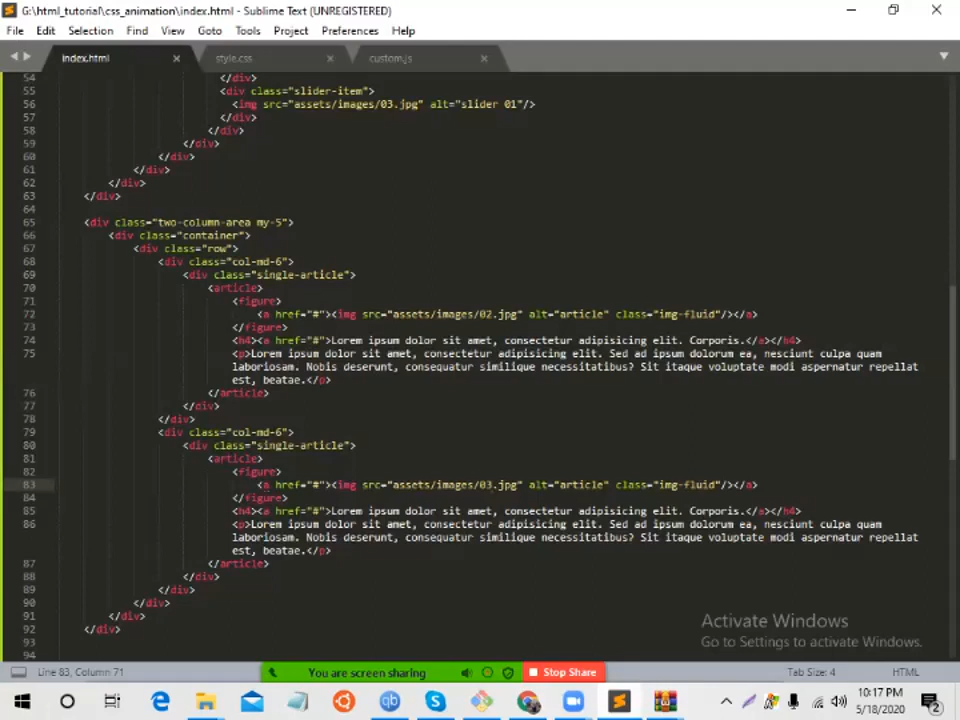 G:\html_tutorial\css_animation\index.html - Sublime Text (UNREGISTERED)
File Edit Selection Find View Goto Tools Project Preferences Help
index.html style.css custom.js
54 </div>
55 <div class="slider-item">
56 <img src="assets/images/03.jpg" alt="slider 01"/>
57 </div>
58 </div>
59 </div>
60 </div>
61 </div>
62 </div>
63 </div>
64
65 <div class="two-column-area my-5">
66 <div class="container">
67 <div class="row">
68 <div class="col-md-6">
69 <div class="single-article">
70 <article>
71 <figure>
72 <a href="#"><img src="assets/images/02.jpg" alt="article" class="img-fluid"/></a>
73 </figure>
74 <h4><a href="#">Lorem ipsum dolor sit amet, consectetur adipisicing elit. Corporis.</a></h4>
75 <p>Lorem ipsum dolor sit amet, consectetur adipisicing elit. Sed ad ipsum dolorum ea, nesciunt culpa quam
laboriosam. Nobis deserunt, consequatur similique necessitatibus? Sit itaque voluptate modi aspernatur repellat
est, beatae.</p>
76 </article>
77 </div>
78 </div>
79 <div class="col-md-6">
80 <div class="single-article">
81 <article>
82 <figure>
83 <a href="#"><img src="assets/images/03.jpg" alt="article" class="img-fluid"/></a>
84 </figure>
85 <h4><a href="#">Lorem ipsum dolor sit amet, consectetur adipisicing elit. Corporis.</a></h4>
86 <p>Lorem ipsum dolor sit amet, consectetur adipisicing elit. Sed ad ipsum dolorum ea, nesciunt culpa quam
laboriosam. Nobis deserunt, consequatur similique necessitatibus? Sit itaque voluptate modi aspernatur repellat
est, beatae.</p>
87 </article>
88 </div>
89 </div>
90 </div>
91 </div>
92 </div>
93
94
Activate Windows
Go to Settings to activate Windows.
Line 83, Column 71 You are screen sharing Stop Share Tab Size: 4 HTML
qb
10:17 PM
5/18/2020
2